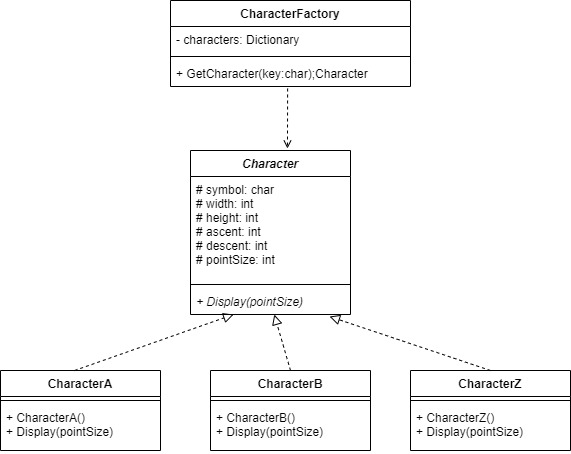 CharacterFactory
- characters: Dictionary
+ GetCharacter(key:char);Character
Character
# symbol: char
# width: int
# height: int
# ascent: int
# descent: int
# pointSize: int
+ Display(pointSize)
CharacterA
+ CharacterA()
+ Display(pointSize)
CharacterB
+ CharacterB()
+ Display(pointSize)
CharacterZ
+ CharacterZ()
+ Display(pointSize)